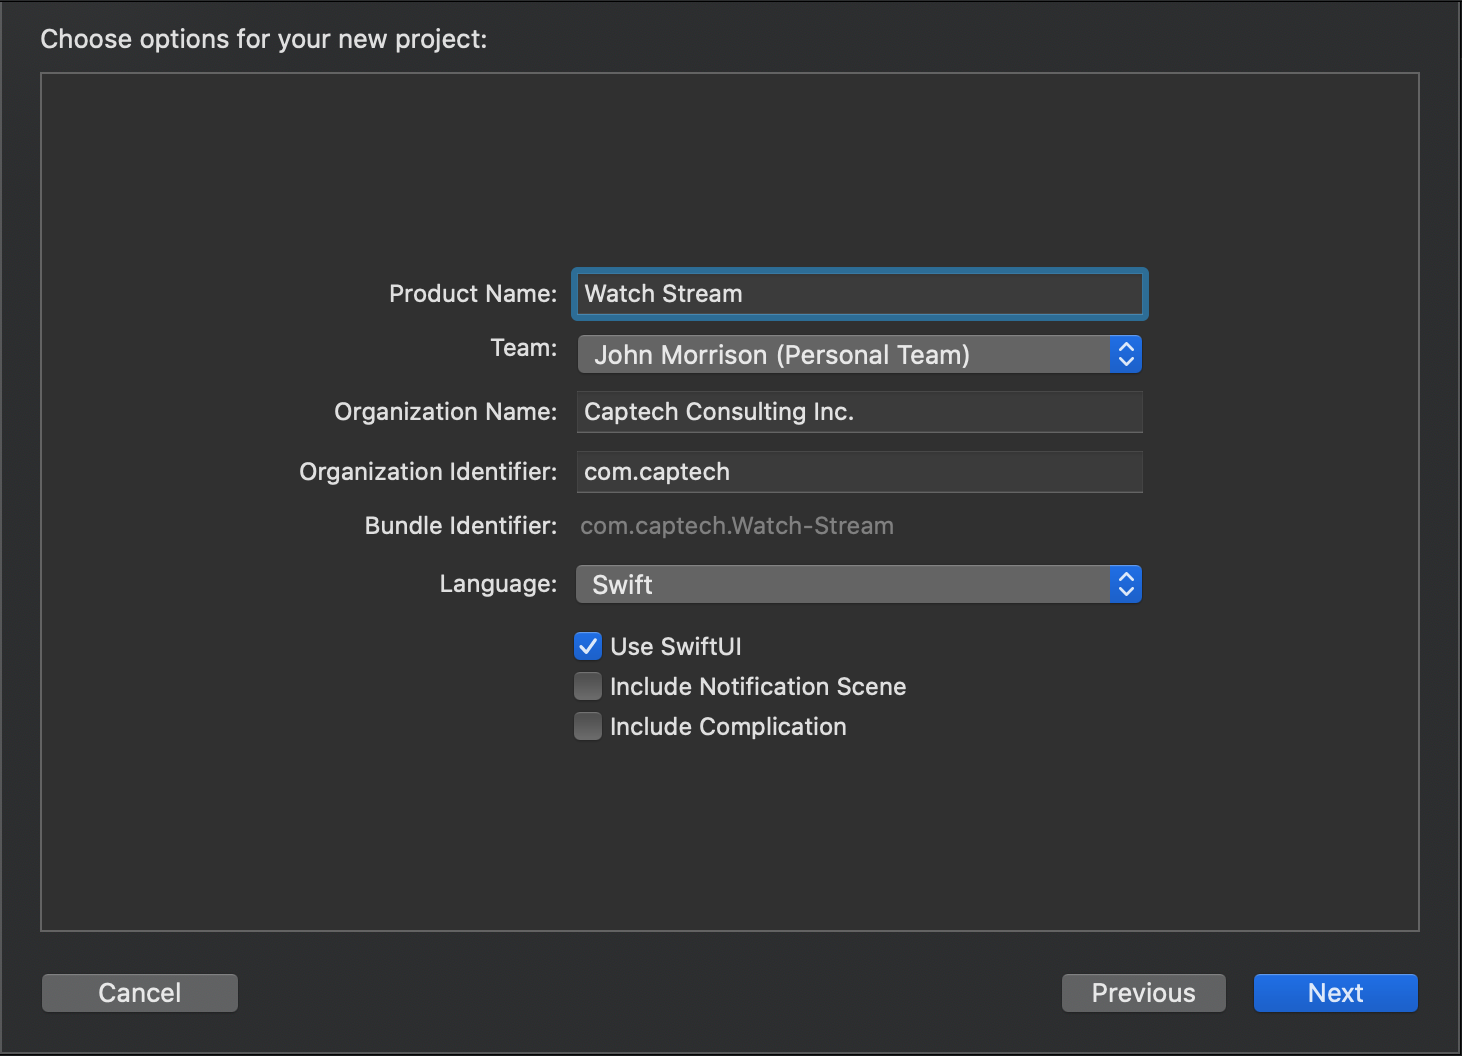 Choose options for your new project:
Product Name: Watch Stream
Team: John Morrison (Personal Team)
Organization Name: Captech Consulting Inc.
Organization Identifier: com.captech
Bundle Identifier: com.captech.Watch-Stream
Language: Swift
Use SwiftUI
Include Notification Scene
Include Complication
Cancel Previous Next